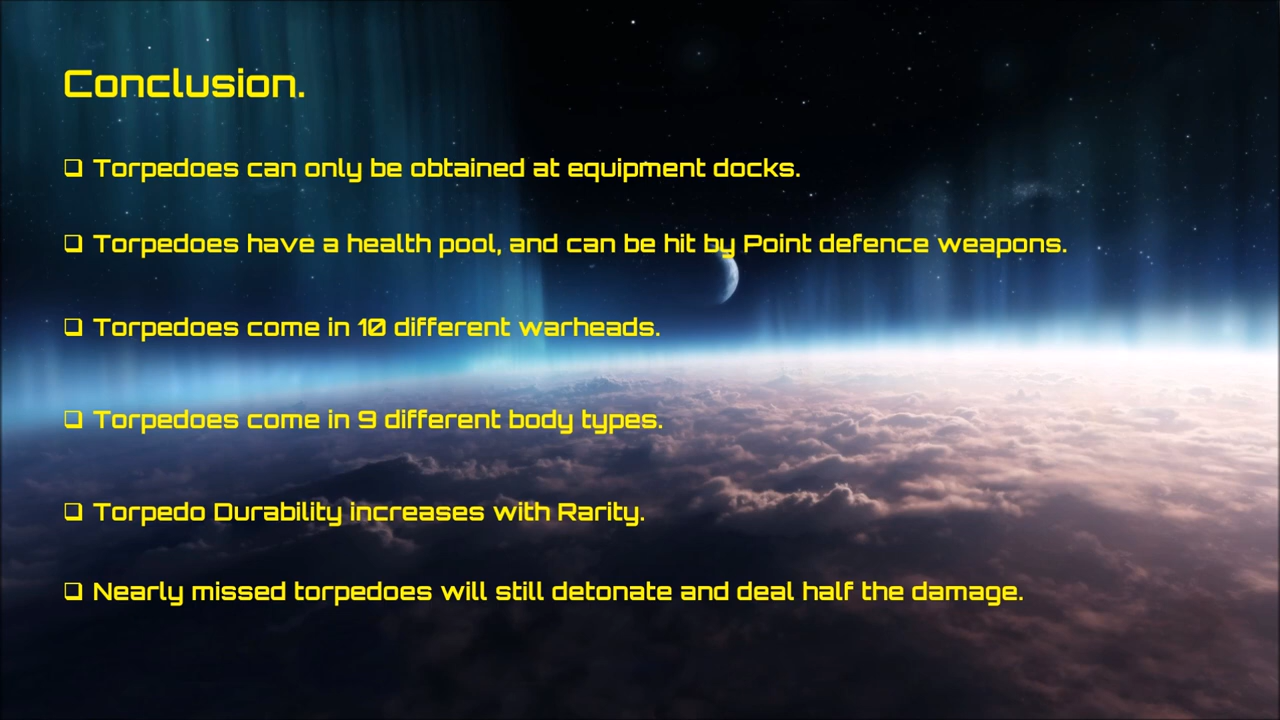 Conclusion.
❑ Torpedoes can only be obtained at equipment docks.
❑ Torpedoes have a health pool, and can be hit by Point defence weapons.
❑ Torpedoes come in 10 different warheads.
❑ Torpedoes come in 9 different body types.
❑ Torpedo Durability increases with Rarity.
❑ Nearly missed torpedoes will still detonate and deal half the damage.